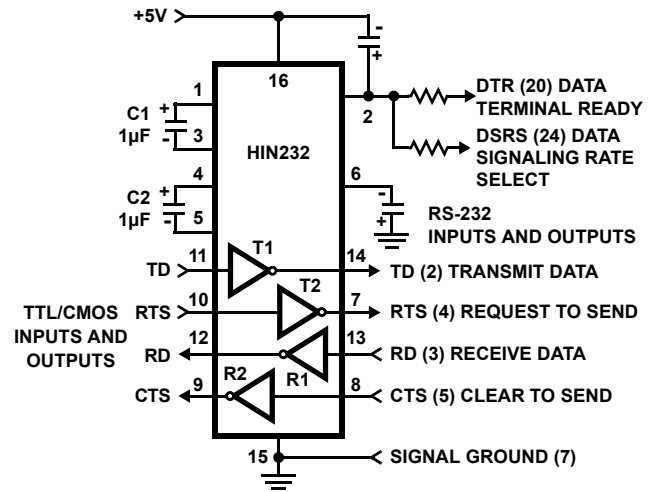 +5V
-
+
16
1
C1
1µF
+
-
3
HIN232
2
DTR (20) DATA
TERMINAL READY
DSRS (24) DATA
SIGNALING RATE
SELECT
4
C2
1µF
+
-
5
6
-
+
RS-232
INPUTS AND OUTPUTS
TD
11
T1
14
TD (2) TRANSMIT DATA
TTL/CMOS
INPUTS AND
OUTPUTS
RTS
10
T2
7
RTS (4) REQUEST TO SEND
RD
12
R1
13
RD (3) RECEIVE DATA
CTS
9
R2
8
CTS (5) CLEAR TO SEND
15
SIGNAL GROUND (7)